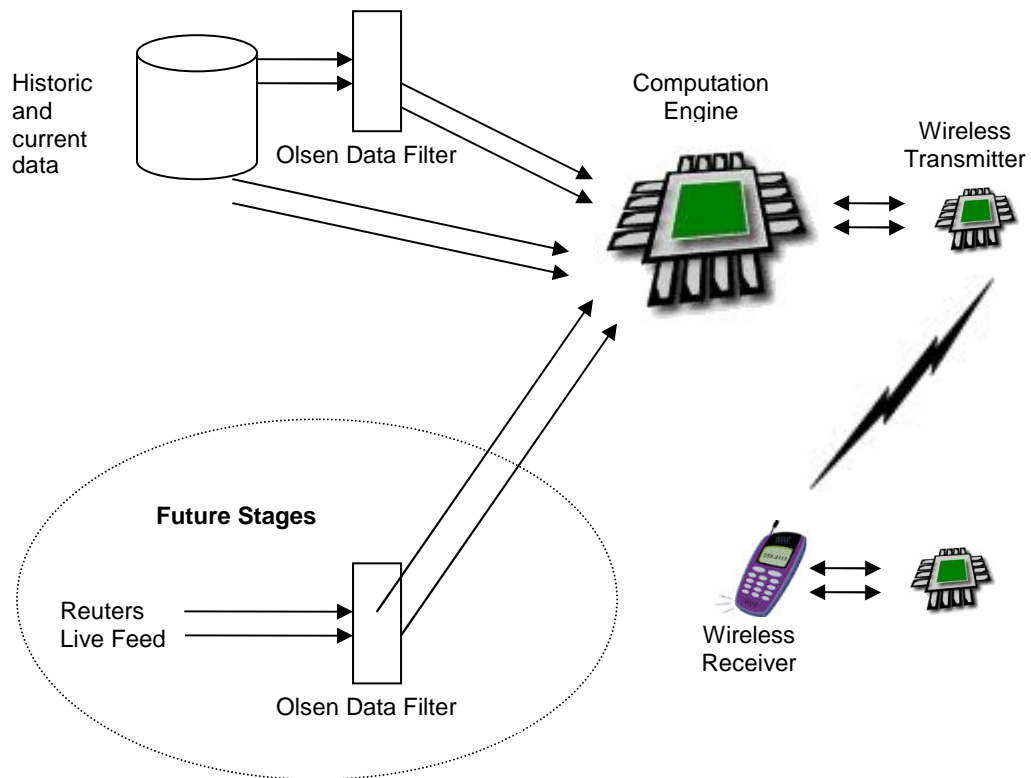 Historic
and
current
data
Olsen Data Filter
Computation
Engine
Wireless
Transmitter
Future Stages
Reuters
Live Feed
Olsen Data Filter
Wireless
Receiver